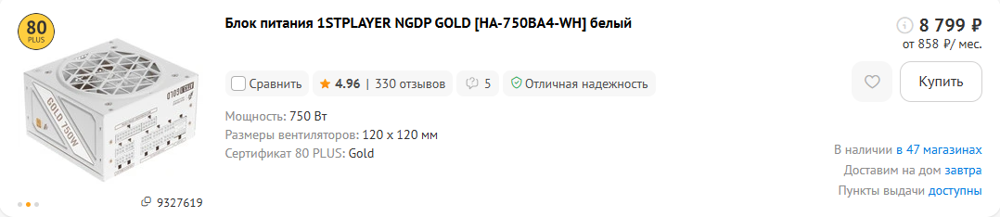 80
PLUS
GOLD 750W
GOLD
Блок питания 1STPLAYER NGDP GOLD [HA-750BA4-WH] белый
Сравнить
4.96 | 330 отзывов
5
Отличная надежность
Мощность: 750 Вт
Размеры вентиляторов: 120 x 120 мм
Сертификат 80 PLUS: Gold
9327619
8 799 ₽
от 858 ₽/ мес.
Купить
В наличии в 47 магазинах
Доставим на дом завтра
Пункты выдачи доступны